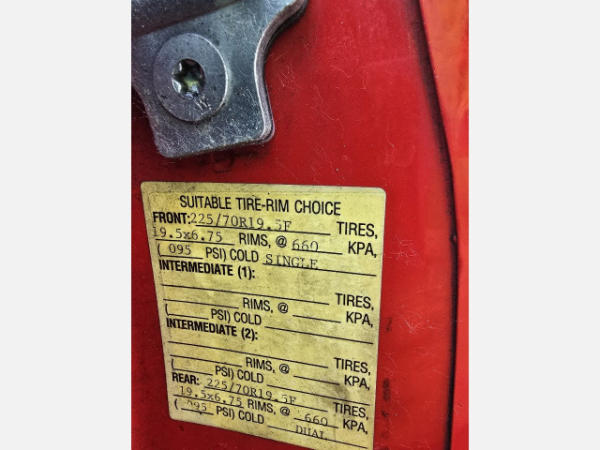 SUITABLE TIRE-RIM CHOICE
FRONT: 225/70R19.5F TIRES,
19.5x6.75 RIMS, @ 660 KPA,
( 095 PSI) COLD SINGLE
INTERMEDIATE (1):
TIRES,
RIMS, @ KPA,
( PSI) COLD
INTERMEDIATE (2):
TIRES,
RIMS, @ KPA,
( PSI) COLD
REAR: 225/70R19.5F TIRES,
19.5x6.75 RIMS, @ 660 KPA,
( 095 PSI) COLD DUAL